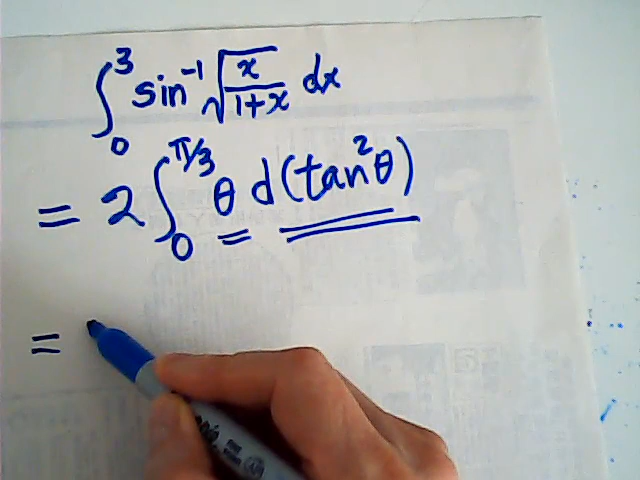 ∫₀³ sin⁻¹ √(x/(1+x)) dx
= 2 ∫₀^(π/3) θ d(tan²θ)
=